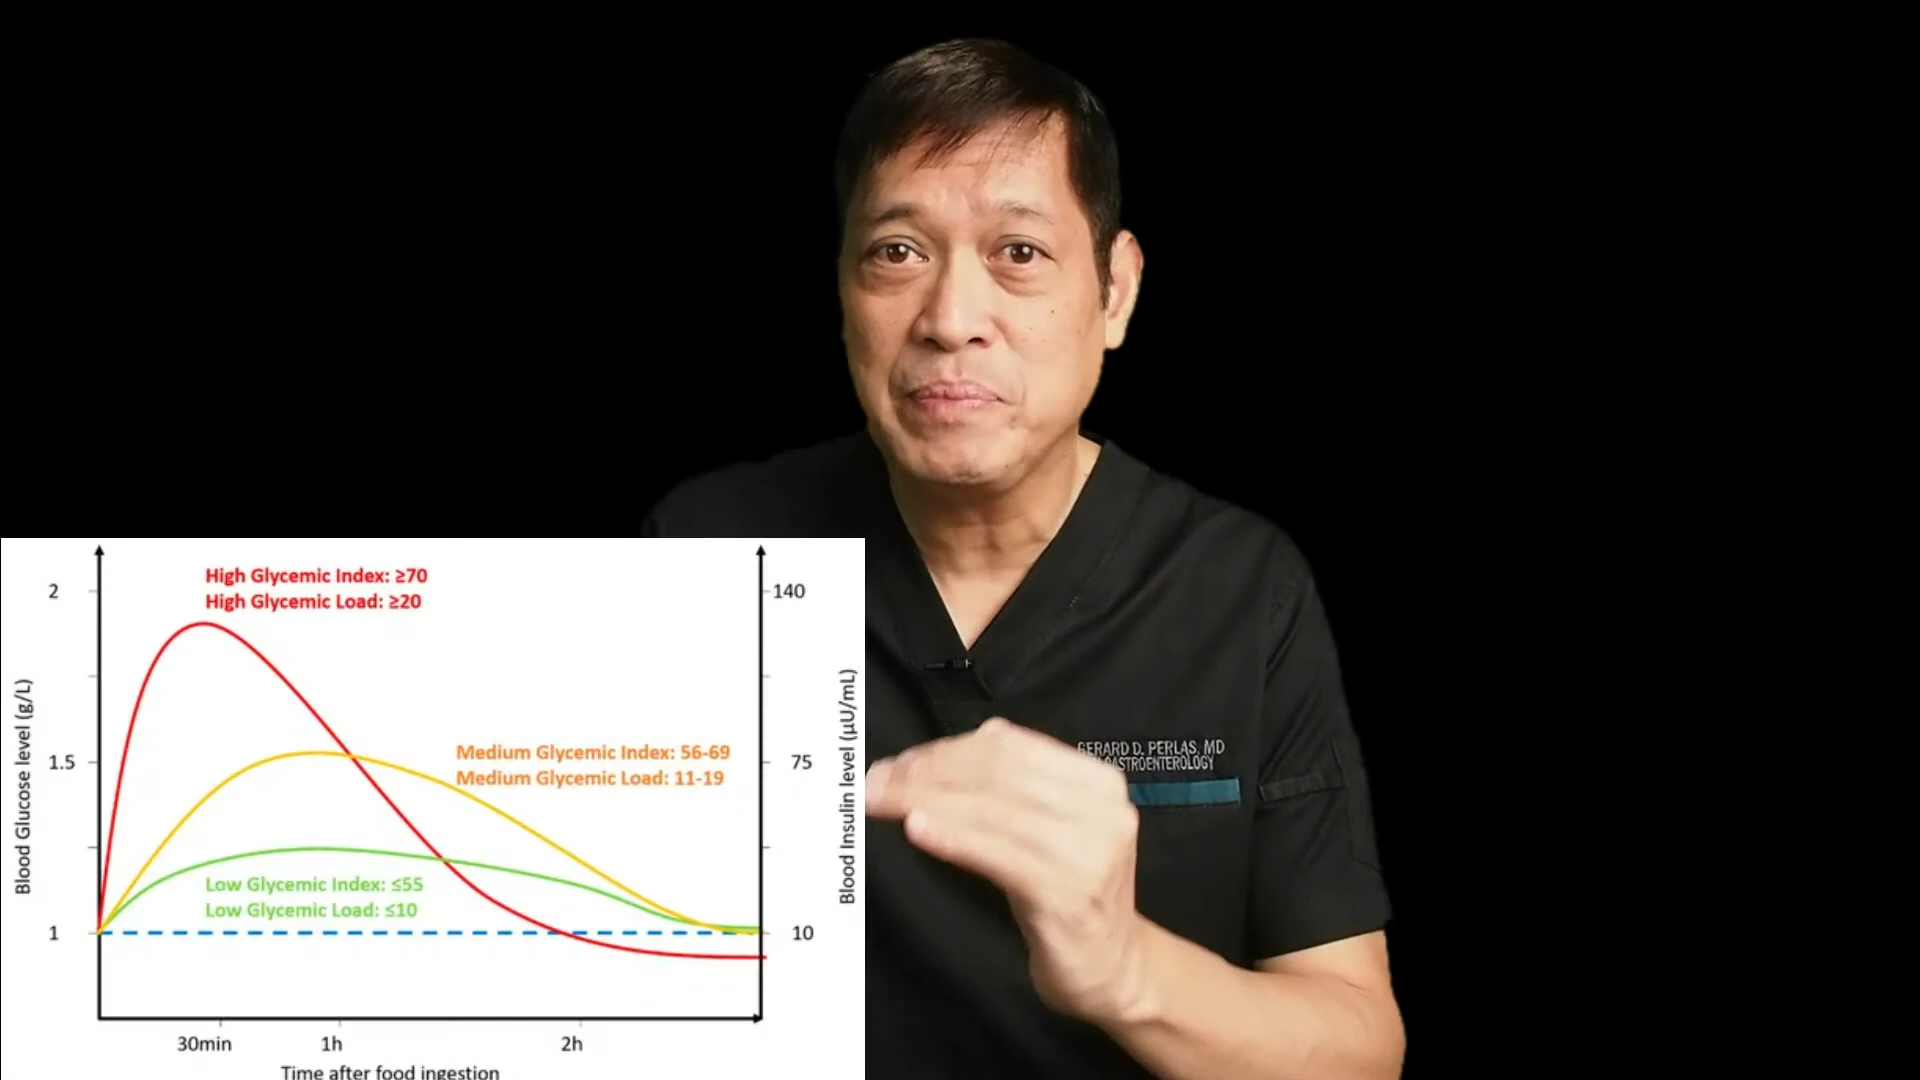 High Glycemic Index: ≥70
High Glycemic Load: ≥20
Medium Glycemic Index: 56-69
Medium Glycemic Load: 11-19
Low Glycemic Index: ≤55
Low Glycemic Load: ≤10
Blood Glucose level (g/L)
2
1.5
1
Blood Insulin level (µU/mL)
140
75
10
30min 1h 2h
Time after food ingestion
GERARD D. PERLAS, MD
GASTROENTEROLOGY